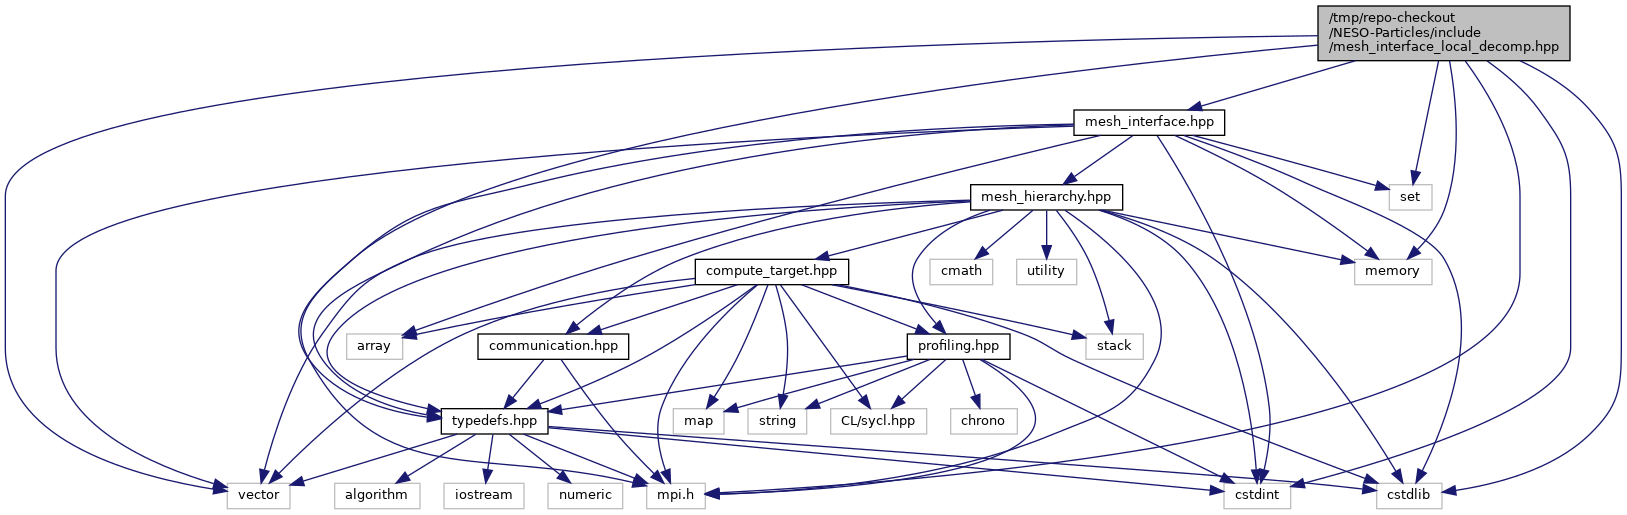 /tmp/repo-checkout
/NESO-Particles/include
/mesh_interface_local_decomp.hpp
mesh_interface.hpp
mesh_hierarchy.hpp
set
compute_target.hpp
cmath
utility
memory
array
communication.hpp
profiling.hpp
stack
typedefs.hpp
map
string
CL/sycl.hpp
chrono
vector
algorithm
iostream
numeric
mpi.h
cstdint
cstdlib